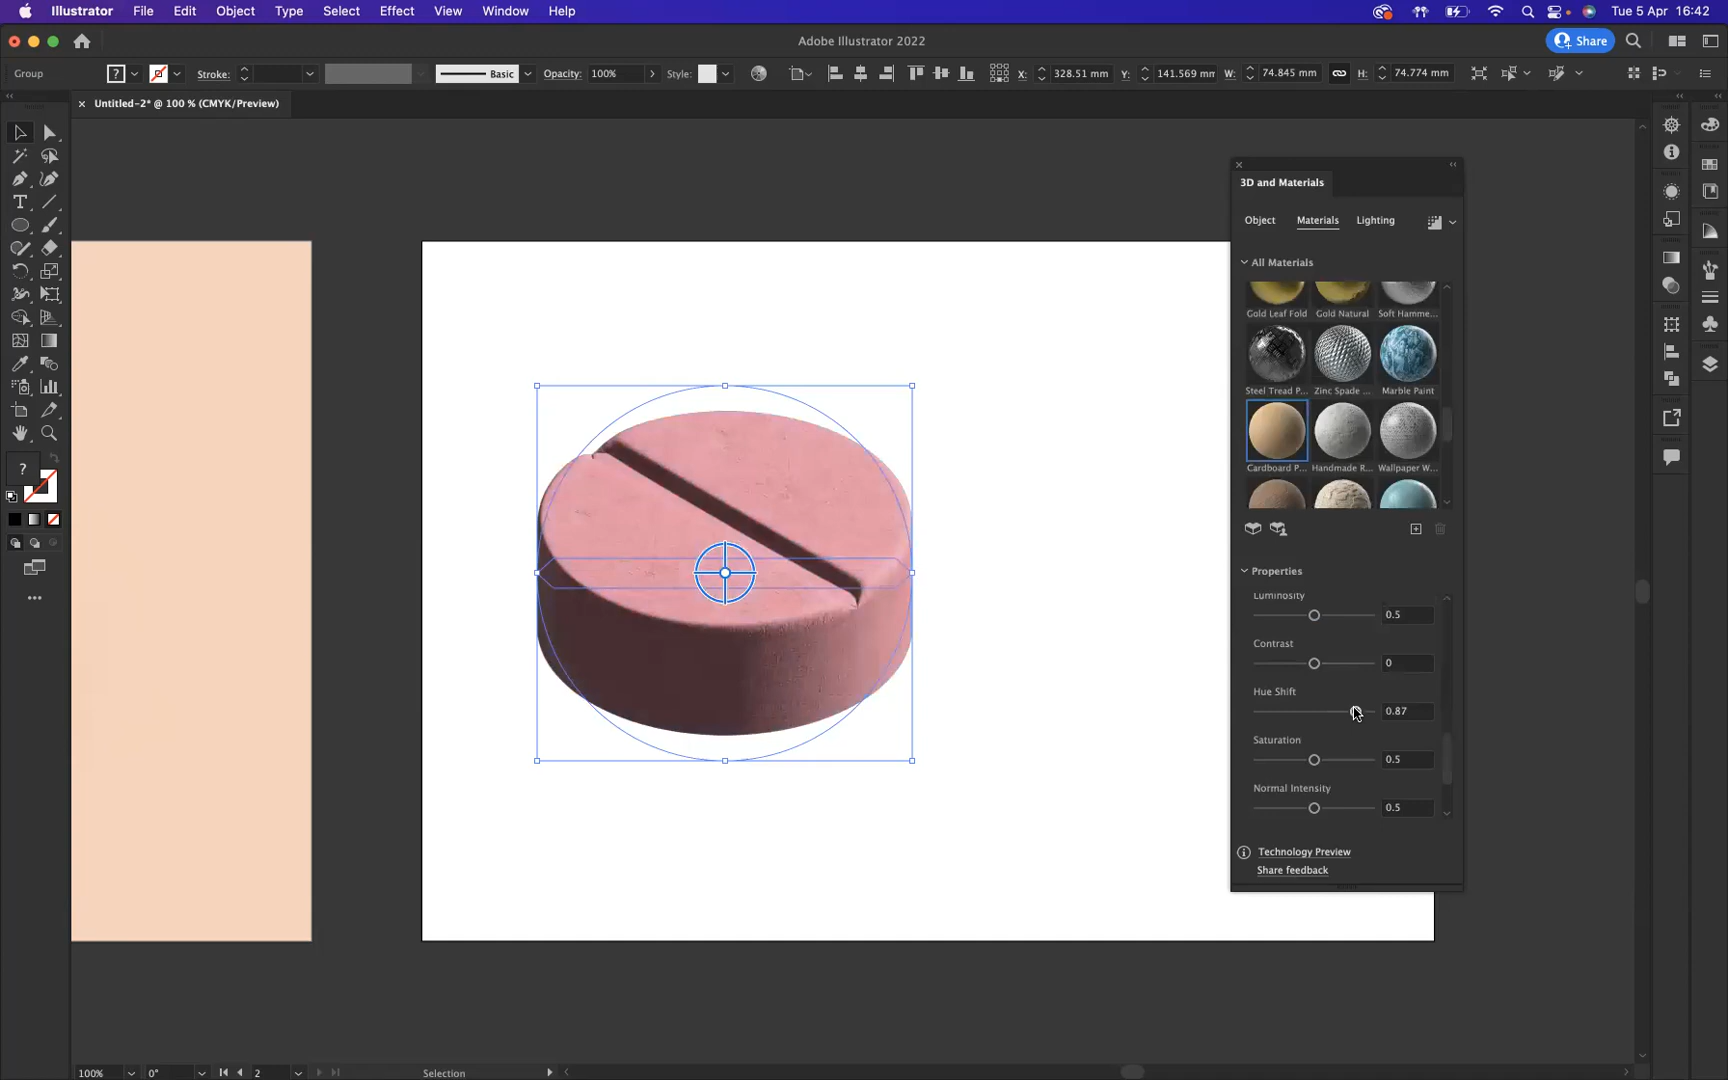 Illustrator File Edit Object Type Select Effect View Window Help Tue 5 Apr 16:42
Adobe Illustrator 2022 Share
Group ? Stroke: Basic Opacity: 100% Style: X: 328.51 mm Y: 141.569 mm W: 74.845 mm H: 74.774 mm
Untitled-2* @ 100 % (CMYK/Preview)
3D and Materials
Object Materials Lighting
All Materials
Gold Leaf Fold Gold Natural Soft Hamme...
Steel Tread P... Zinc Spade ... Marble Paint
Cardboard P... Handmade R... Wallpaper W...
?
Properties
Luminosity
0.5
Contrast
0
Hue Shift
0.87
Saturation
0.5
Normal Intensity
0.5
Technology Preview
Share feedback
100% 0° 2 Selection